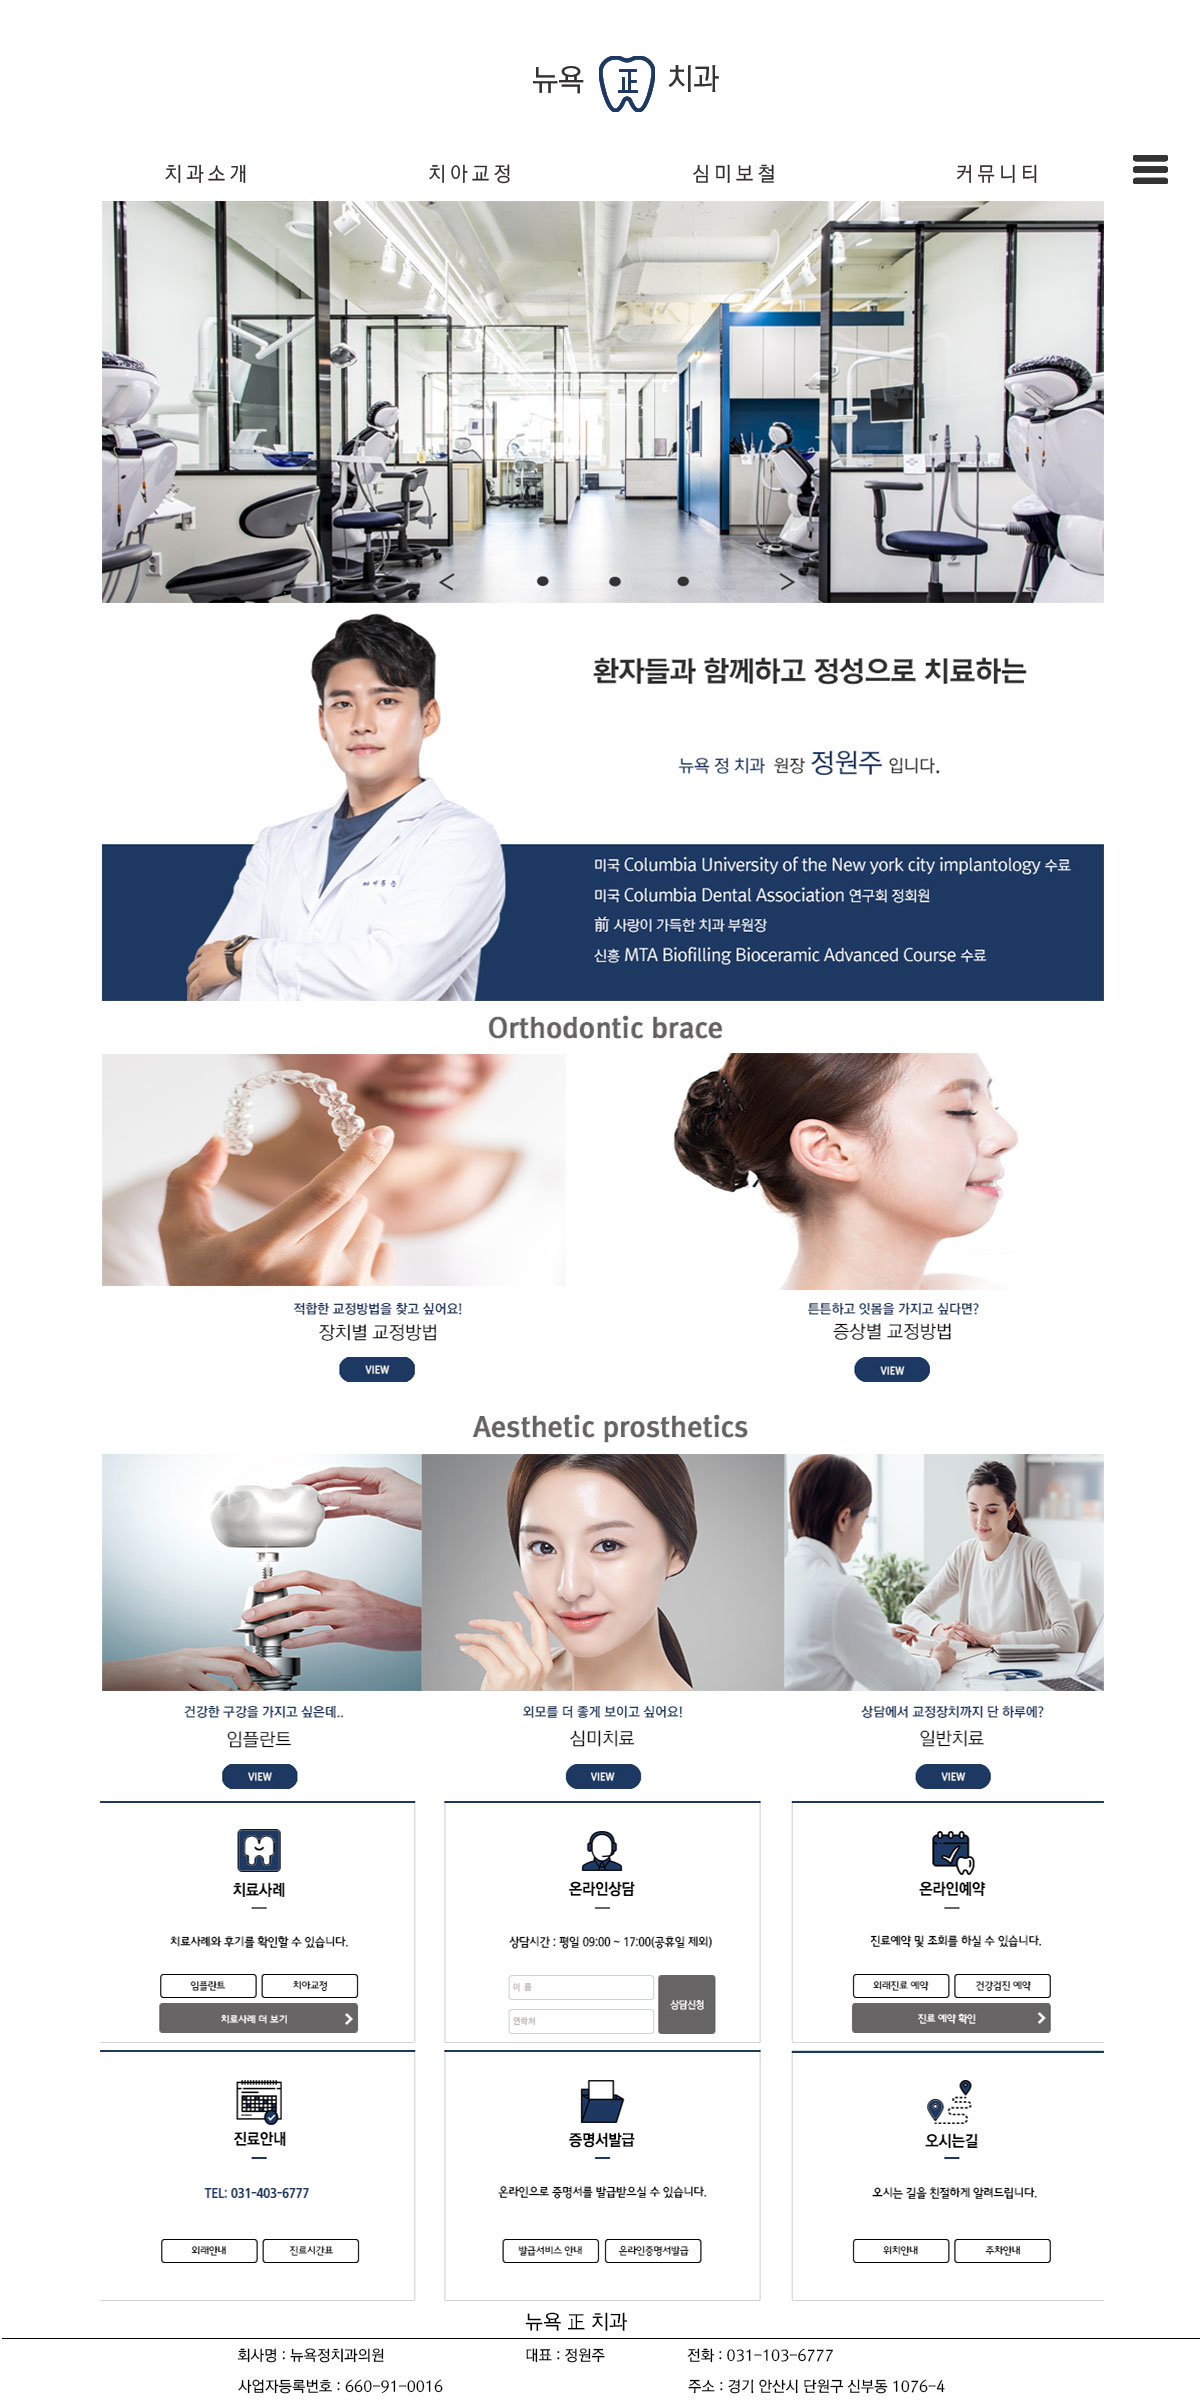 뉴욕 正 치과
치과소개 치아교정 심미보철 커뮤니티
환자들과 함께하고 정성으로 치료하는
뉴욕 정 치과 원장 정원주 입니다.
미국 Columbia University of the New york city implantology 수료
미국 Columbia Dental Association 연구회 정회원
前 사랑이 가득한 치과 부원장
신흥 MTA Biofilling Bioceramic Advanced Course 수료
Orthodontic brace
적합한 교정방법을 찾고 싶어요!
장치별 교정방법
VIEW
튼튼하고 잇몸을 가지고 싶다면?
증상별 교정방법
VIEW
Aesthetic prosthetics
건강한 구강을 가지고 싶은데..
임플란트
VIEW
외모를 더 좋게 보이고 싶어요!
심미치료
VIEW
상담에서 교정장치까지 단 하루에?
일반치료
VIEW
치료사례
치료사례와 후기를 확인할 수 있습니다.
임플란트 치아교정
치료사례 더 보기
온라인상담
상담시간 : 평일 09:00 ~ 17:00(공휴일 제외)
이 름
연락처
상담신청
온라인예약
진료예약 및 조회를 하실 수 있습니다.
외래진료 예약 건강검진 예약
진료 예약 확인
진료안내
TEL: 031-403-6777
외래안내 진료시간표
증명서발급
온라인으로 증명서를 발급받으실 수 있습니다.
발급서비스 안내 온라인증명서발급
오시는길
오시는 길을 친절하게 알려드립니다.
위치안내 주차안내
뉴욕 正 치과
회사명 : 뉴욕정치과의원 대표 : 정원주 전화 : 031-103-6777
사업자등록번호 : 660-91-0016 주소 : 경기 안산시 단원구 신부동 1076-4